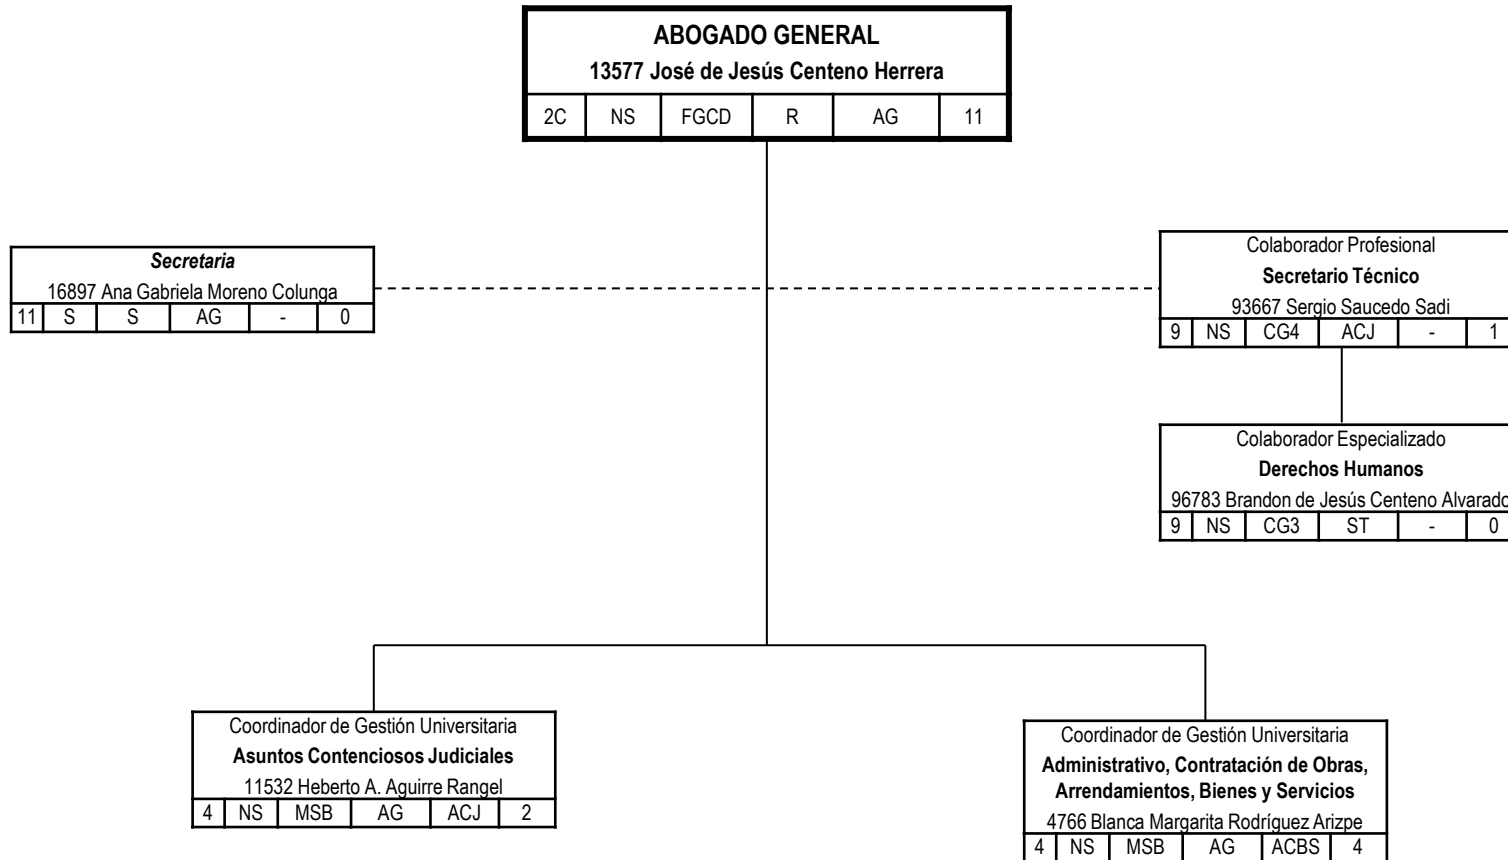 ABOGADO GENERAL
13577 José de Jesús Centeno Herrera
2C NS FGCD R AG 11
Secretaria
16897 Ana Gabriela Moreno Colunga
11 S S AG - 0
Colaborador Profesional
Secretario Técnico
93667 Sergio Saucedo Sadi
9 NS CG4 ACJ - 1
Colaborador Especializado
Derechos Humanos
96783 Brandon de Jesús Centeno Alvarado
9 NS CG3 ST - 0
Coordinador de Gestión Universitaria
Asuntos Contenciosos Judiciales
11532 Heberto A. Aguirre Rangel
4 NS MSB AG ACJ 2
Coordinador de Gestión Universitaria
Administrativo, Contratación de Obras,
Arrendamientos, Bienes y Servicios
4766 Blanca Margarita Rodríguez Arizpe
4 NS MSB AG ACBS 4